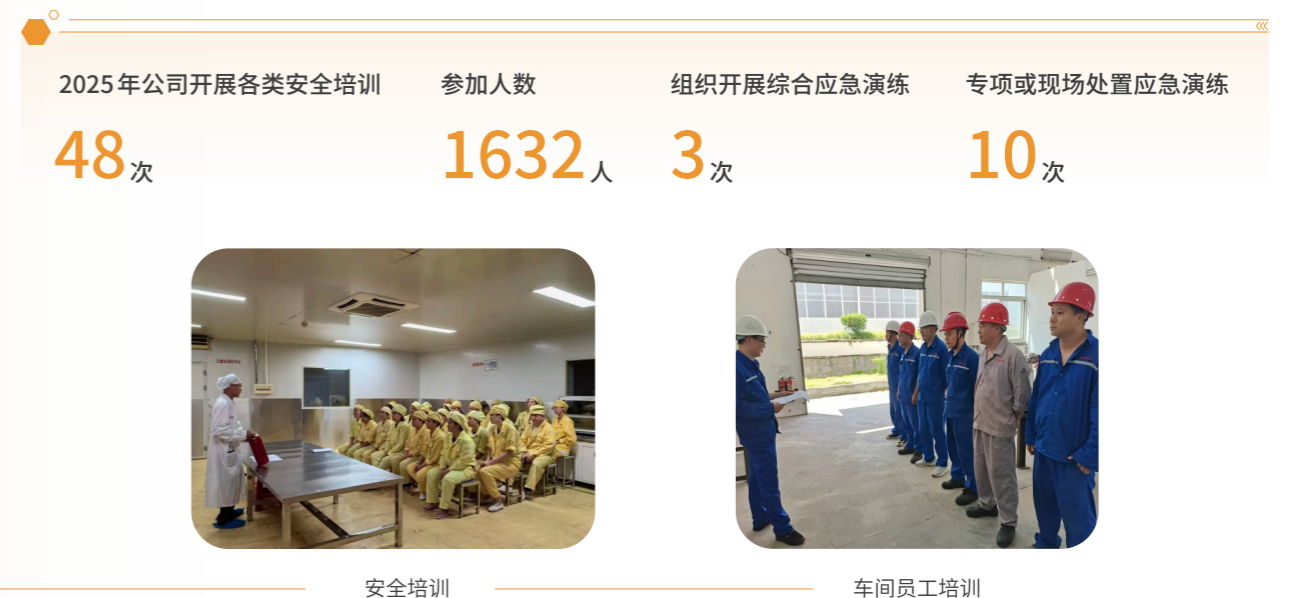 2025年公司开展各类安全培训
48次
参加人数
1632人
组织开展综合应急演练
3次
专项或现场处置应急演练
10次
安全培训
车间员工培训